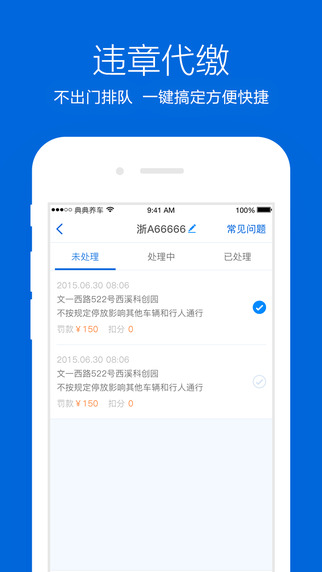 违章代缴
不出门排队 一键搞定方便快捷
典典养车 9:41 AM 100%
浙A66666 常见问题
未处理 处理中 已处理
2015.06.30 08:06
文一西路522号西溪科创园
不按规定停放影响其他车辆和行人通行
罚款￥150 扣分 0
2015.06.30 08:06
文一西路522号西溪科创园
不按规定停放影响其他车辆和行人通行
罚款￥150 扣分 0